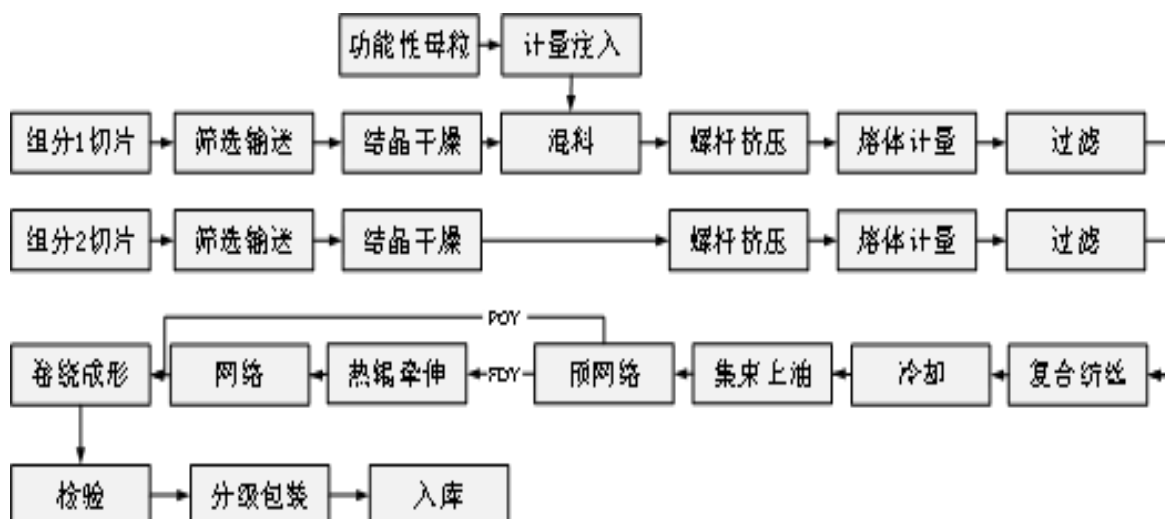 功能性母粒 计量注入
组分1切片 筛选输送 结晶干燥 混料 螺杆挤压 熔体计量 过滤
组分2切片 筛选输送 结晶干燥 螺杆挤压 熔体计量 过滤
POY
卷绕成形 网络 热辊牵伸 FDY 预网络 集束上油 冷却 复合纺丝
检验 分级包装 入库